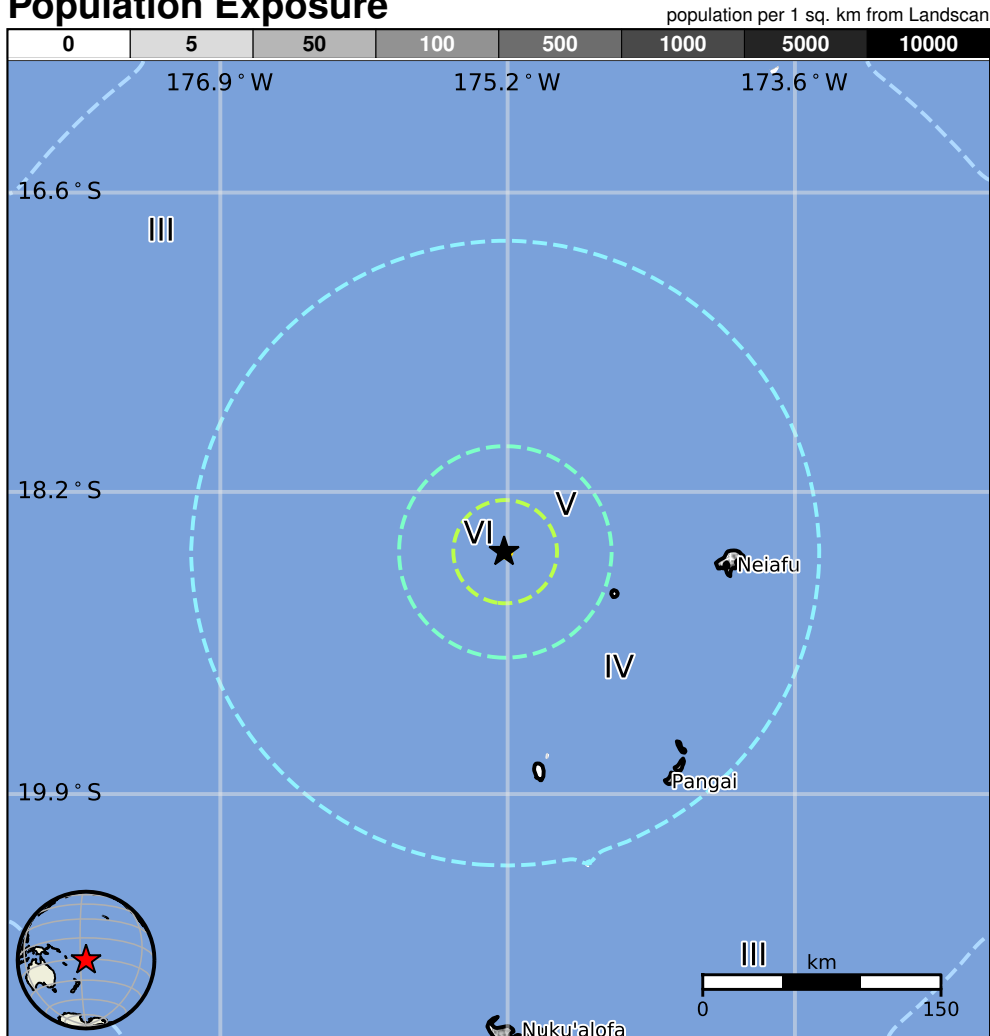 Population Exposure
population per 1 sq. km from Landscan
0 5 50 100 500 1000 5000 10000
176.9°W 175.2°W 173.6°W
16.6°S
III
18.2°S
V
VI
Neiafu
IV
Pangai
19.9°S
III
km
0 150
Nuku'alofa